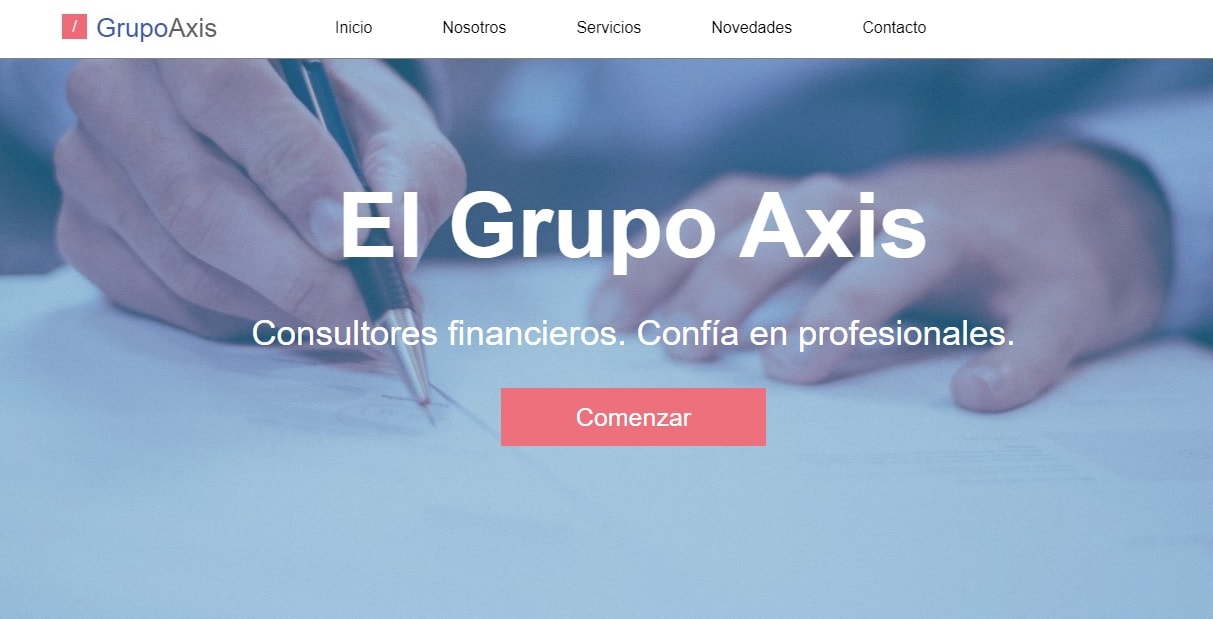 / GrupoAxis
Inicio Nosotros Servicios Novedades Contacto
El Grupo Axis
Consultores financieros. Confía en profesionales.
Comenzar